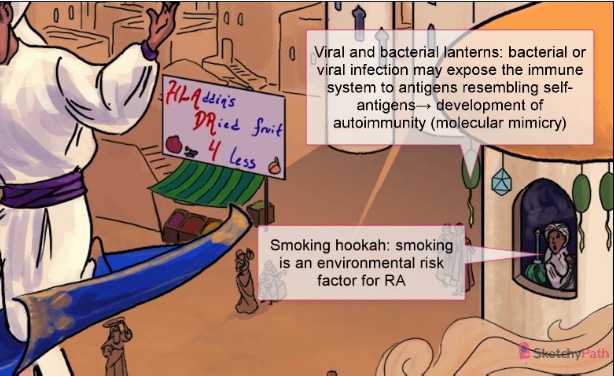 Viral and bacterial lanterns: bacterial or
viral infection may expose the immune
system to antigens resembling self-
antigens→ development of
autoimmunity (molecular mimicry)
HLAddin's
DRied fruit
4 less
Smoking hookah: smoking
is an environmental risk
factor for RA
SketchyPath